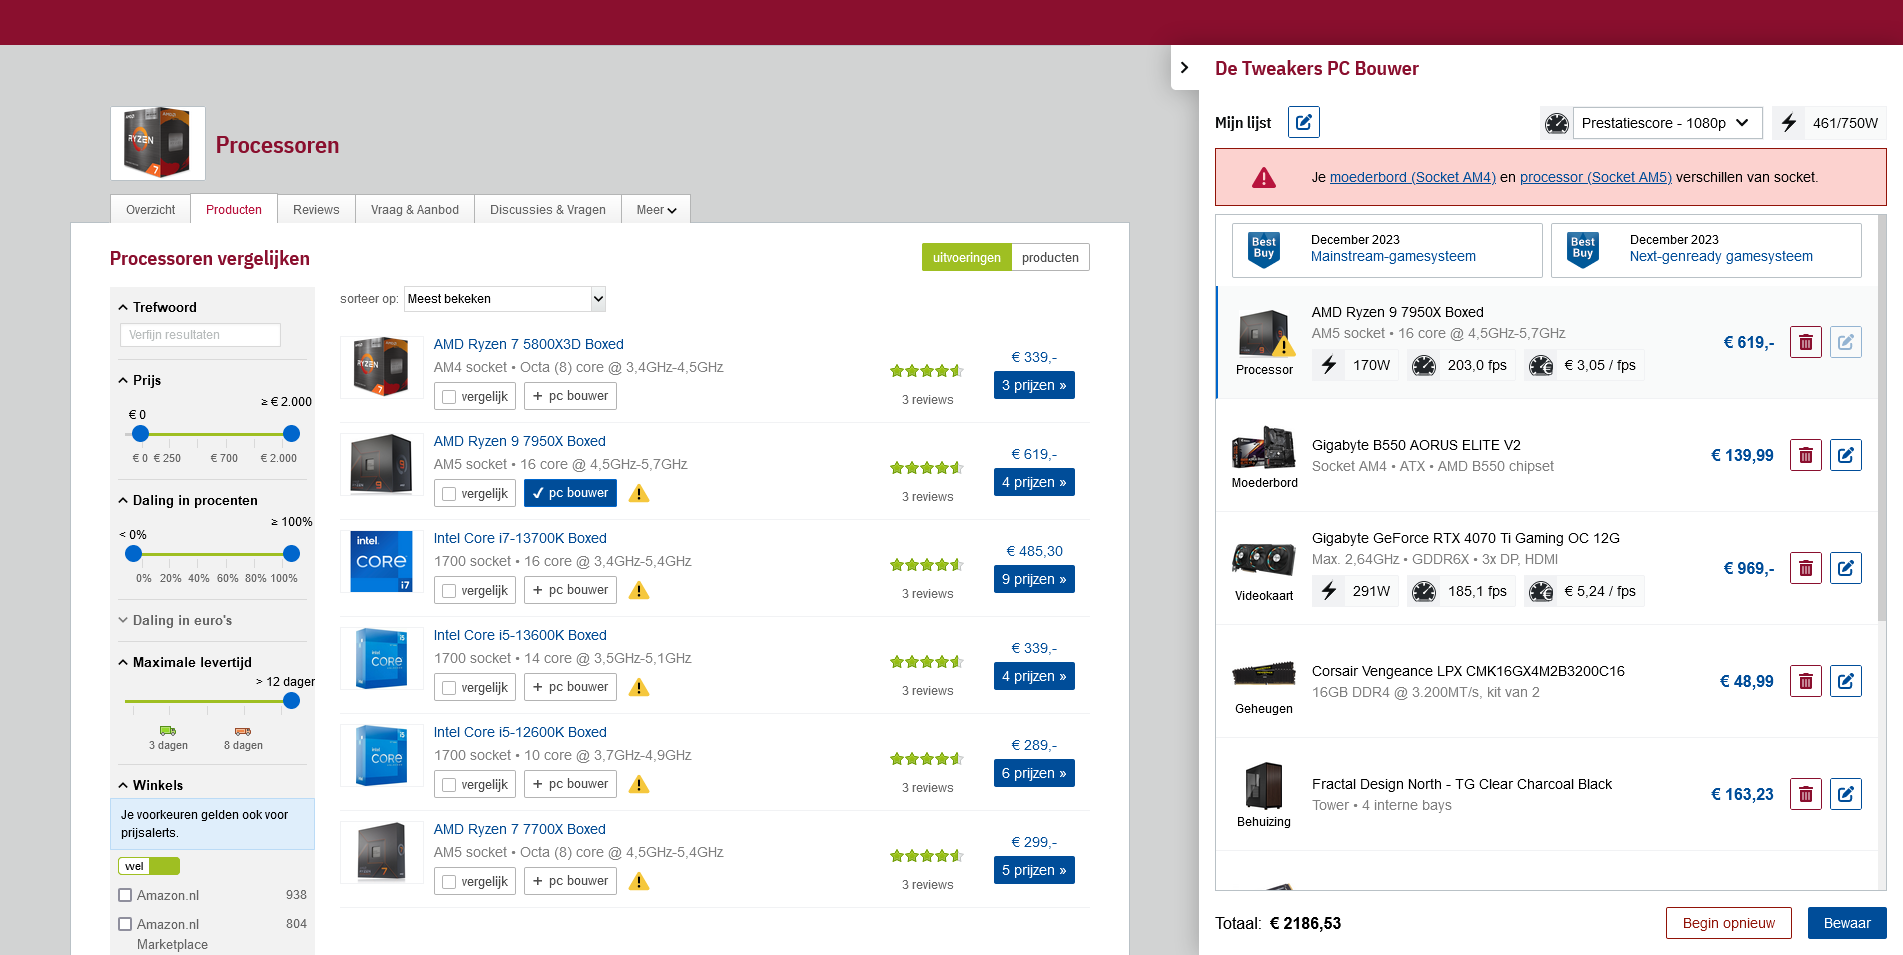 Processoren
Overzicht
Producten
Reviews
Vraag & Aanbod
Discussies & Vragen
Meer
Processoren vergelijken
uitvoeringen
producten
Trefwoord
Verfijn resultaten
Prijs
≥ € 2.000
€ 0
€ 0 € 250 € 700 € 2.000
Daling in procenten
≥ 100%
< 0%
0% 20% 40% 60% 80% 100%
Daling in euro's
Maximale levertijd
> 12 dagen
3 dagen
8 dagen
Winkels
Je voorkeuren gelden ook voor
prijsalerts.
wel
Amazon.nl 938
Amazon.nl 804
Marketplace
sorteer op: Meest bekeken
AMD Ryzen 7 5800X3D Boxed
AM4 socket • Octa (8) core @ 3,4GHz-4,5GHz
vergelijk
+ pc bouwer
3 reviews
€ 339,-
3 prijzen »
AMD Ryzen 9 7950X Boxed
AM5 socket • 16 core @ 4,5GHz-5,7GHz
vergelijk
✓ pc bouwer
3 reviews
€ 619,-
4 prijzen »
Intel Core i7-13700K Boxed
1700 socket • 16 core @ 3,4GHz-5,4GHz
vergelijk
+ pc bouwer
3 reviews
€ 485,30
9 prijzen »
Intel Core i5-13600K Boxed
1700 socket • 14 core @ 3,5GHz-5,1GHz
vergelijk
+ pc bouwer
3 reviews
€ 339,-
4 prijzen »
Intel Core i5-12600K Boxed
1700 socket • 10 core @ 3,7GHz-4,9GHz
vergelijk
+ pc bouwer
3 reviews
€ 289,-
6 prijzen »
AMD Ryzen 7 7700X Boxed
AM5 socket • Octa (8) core @ 4,5GHz-5,4GHz
vergelijk
+ pc bouwer
3 reviews
€ 299,-
5 prijzen »
De Tweakers PC Bouwer
Mijn lijst
Prestatiescore - 1080p
461/750W
Je moederbord (Socket AM4) en processor (Socket AM5) verschillen van socket.
Best
Buy
December 2023
Mainstream-gamesysteem
Best
Buy
December 2023
Next-genready gamesysteem
Processor
AMD Ryzen 9 7950X Boxed
AM5 socket • 16 core @ 4,5GHz-5,7GHz
170W
203,0 fps
€ 3,05 / fps
€ 619,-
Moederbord
Gigabyte B550 AORUS ELITE V2
Socket AM4 • ATX • AMD B550 chipset
€ 139,99
Videokaart
Gigabyte GeForce RTX 4070 Ti Gaming OC 12G
Max. 2,64GHz • GDDR6X • 3x DP, HDMI
291W
185,1 fps
€ 5,24 / fps
€ 969,-
Geheugen
Corsair Vengeance LPX CMK16GX4M2B3200C16
16GB DDR4 @ 3.200MT/s, kit van 2
€ 48,99
Behuizing
Fractal Design North - TG Clear Charcoal Black
Tower • 4 interne bays
€ 163,23
Totaal: € 2186,53
Begin opnieuw
Bewaar